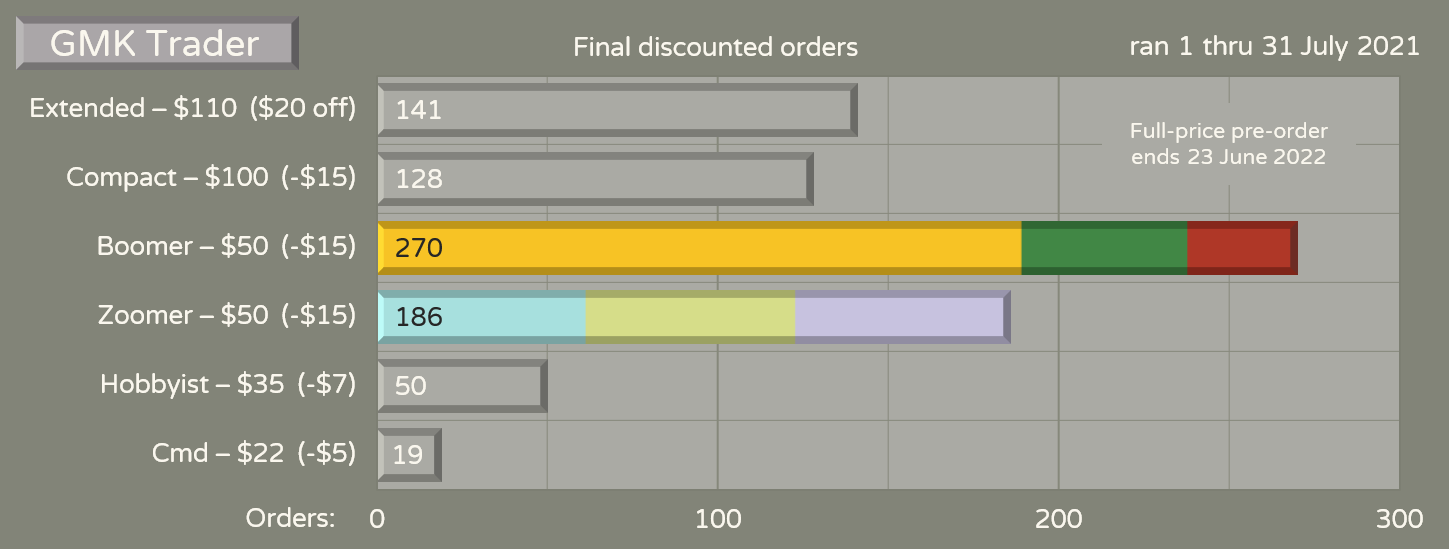 GMK Trader
Final discounted orders
ran 1 thru 31 July 2021
Extended – $110 ($20 off)
141
Full-price pre-order
ends 23 June 2022
Compact – $100 (-$15)
128
Boomer – $50 (-$15)
270
Zoomer – $50 (-$15)
186
Hobbyist – $35 (-$7)
50
Cmd – $22 (-$5)
19
Orders: 0 100 200 300